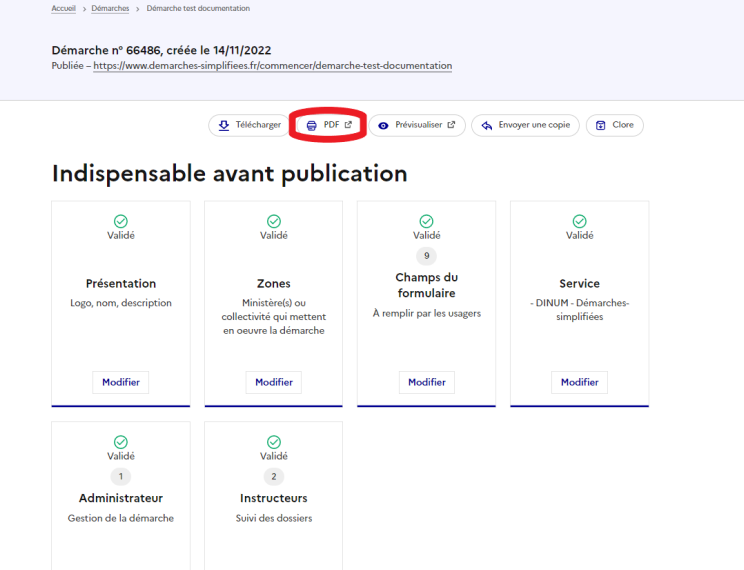 Accueil > Démarches > Démarche test documentation
Démarche n° 66486, créée le 14/11/2022
Publiée – https://www.demarches-simplifiees.fr/commencer/demarche-test-documentation
Télécharger PDF Prévisualiser Envoyer une copie Clore
Indispensable avant publication
Validé
Présentation
Logo, nom, description
Modifier
Validé
Zones
Ministère(s) ou
collectivité qui mettent
en oeuvre la démarche
Modifier
Validé
9
Champs du
formulaire
À remplir par les usagers
Modifier
Validé
Service
- DINUM - Démarches-
simplifiées
Modifier
Validé
1
Administrateur
Gestion de la démarche
Validé
2
Instructeurs
Suivi des dossiers